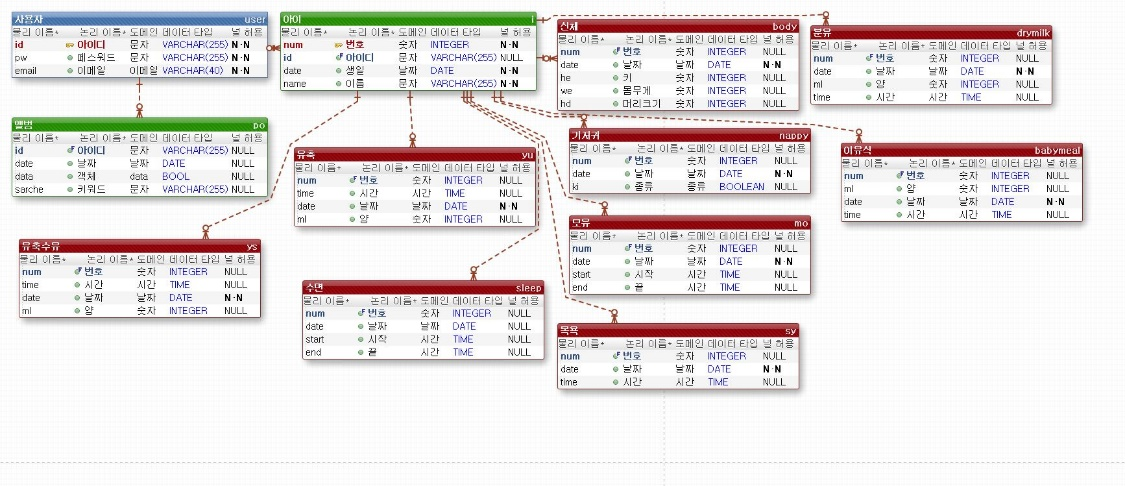 사용자 user
물리 이름* 논리 이름* 도메인 데이터 타입 널 허용
id 아이디 문자 VARCHAR(255) N·N
pw 패스워드 문자 VARCHAR(255) N·N
email 이메일 이메일 VARCHAR(40) N·N
아이 i
물리 이름* 논리 이름* 도메인 데이터 타입 널 허용
num 번호 숫자 INTEGER N·N
id 아이디 문자 VARCHAR(255) NULL
date 생일 날짜 DATE N·N
name 이름 문자 VARCHAR(255) N·N
신체 body
물리 이름* 논리 이름* 도메인 데이터 타입 널 허용
num 번호 숫자 INTEGER NULL
date 날짜 날짜 DATE N·N
he 키 숫자 INTEGER NULL
we 몸무게 숫자 INTEGER NULL
hd 머리크기 숫자 INTEGER NULL
분유 drymilk
물리 이름* 논리 이름* 도메인 데이터 타입 널 허용
num 번호 숫자 INTEGER NULL
date 날짜 날짜 DATE N·N
ml 양 숫자 INTEGER NULL
time 시간 시간 TIME NULL
앨범 po
물리 이름* 논리 이름* 도메인 데이터 타입 널 허용
id 아이디 문자 VARCHAR(255) NULL
date 날짜 날짜 DATE NULL
data 객체 data BOOL NULL
sarche 키워드 문자 VARCHAR(255) NULL
유축 yu
물리 이름* 논리 이름* 도메인 데이터 타입 널 허용
num 번호 숫자 INTEGER NULL
time 시간 시간 TIME NULL
date 날짜 날짜 DATE N·N
ml 양 숫자 INTEGER NULL
기저귀 nappy
물리 이름* 논리 이름* 도메인 데이터 타입 널 허용
num 번호 숫자 INTEGER NULL
date 날짜 날짜 DATE N·N
ki 종류 종류 BOOLEAN NULL
이유식 babymeal
물리 이름* 논리 이름* 도메인 데이터 타입 널 허용
num 번호 숫자 INTEGER NULL
ml 양 숫자 INTEGER NULL
date 날짜 날짜 DATE N·N
time 시간 시간 TIME NULL
유축수유 ys
물리 이름* 논리 이름* 도메인 데이터 타입 널 허용
num 번호 숫자 INTEGER NULL
time 시간 시간 TIME NULL
date 날짜 날짜 DATE N·N
ml 양 숫자 INTEGER NULL
모유 mo
물리 이름* 논리 이름* 도메인 데이터 타입 널 허용
num 번호 숫자 INTEGER NULL
date 날짜 날짜 DATE N·N
start 시작 시간 TIME NULL
end 끝 시간 TIME NULL
수면 sleep
물리 이름* 논리 이름* 도메인 데이터 타입 널 허용
num 번호 숫자 INTEGER NULL
date 날짜 날짜 DATE NULL
start 시작 시간 TIME NULL
end 끝 시간 TIME NULL
목욕 sy
물리 이름* 논리 이름* 도메인 데이터 타입 널 허용
num 번호 숫자 INTEGER NULL
date 날짜 날짜 DATE N·N
time 시간 시간 TIME NULL